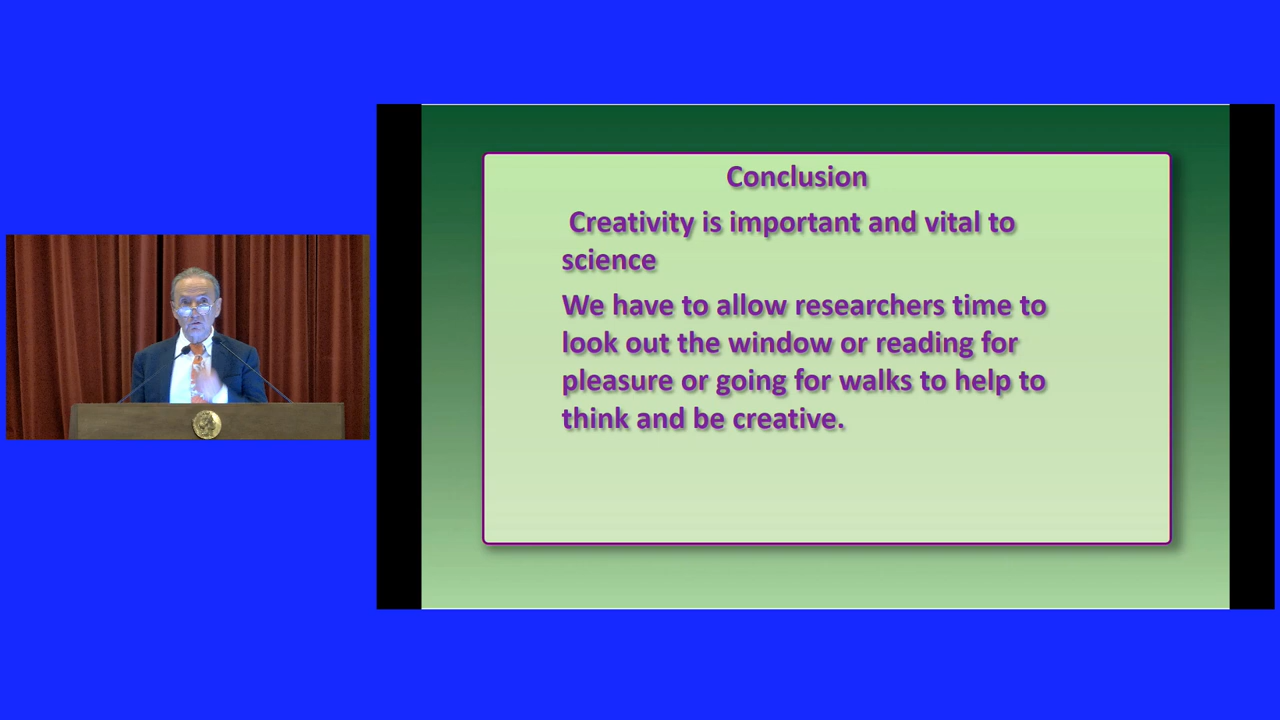 Conclusion
Creativity is important and vital to
science
We have to allow researchers time to
look out the window or reading for
pleasure or going for walks to help to
think and be creative.